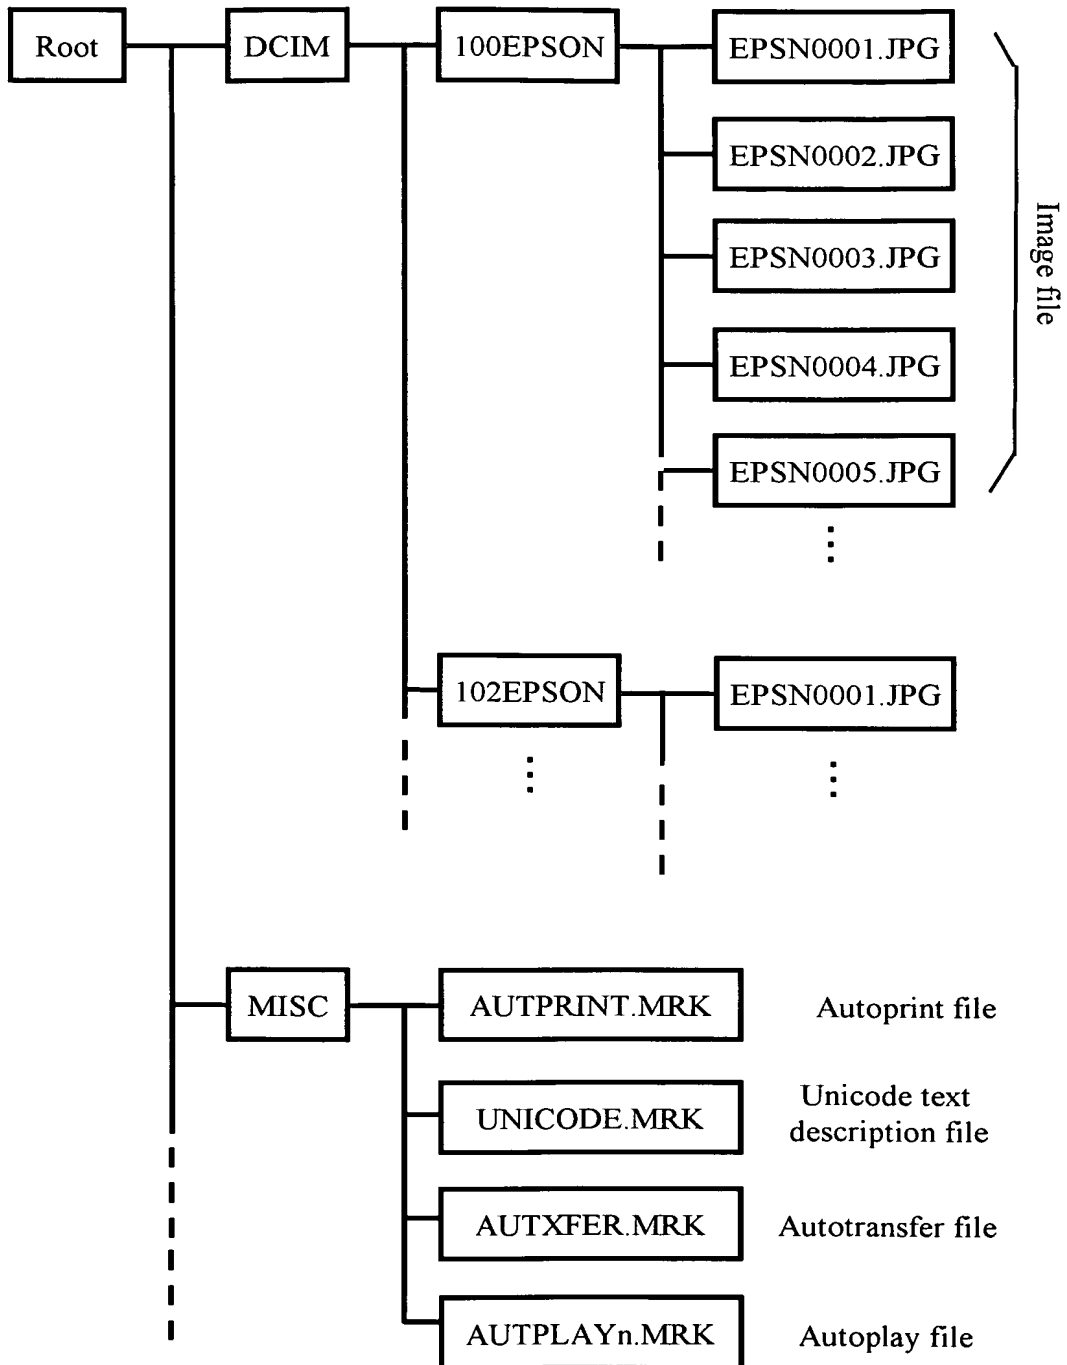 Root
DCIM
100EPSON
EPSN0001.JPG
EPSN0002.JPG
EPSN0003.JPG
EPSN0004.JPG
EPSN0005.JPG
Image file
102EPSON
EPSN0001.JPG
MISC
AUTPRINT.MRK
Autoprint file
UNICODE.MRK
Unicode text
description file
AUTXFER.MRK
Autotransfer file
AUTPLAYn.MRK
Autoplay file